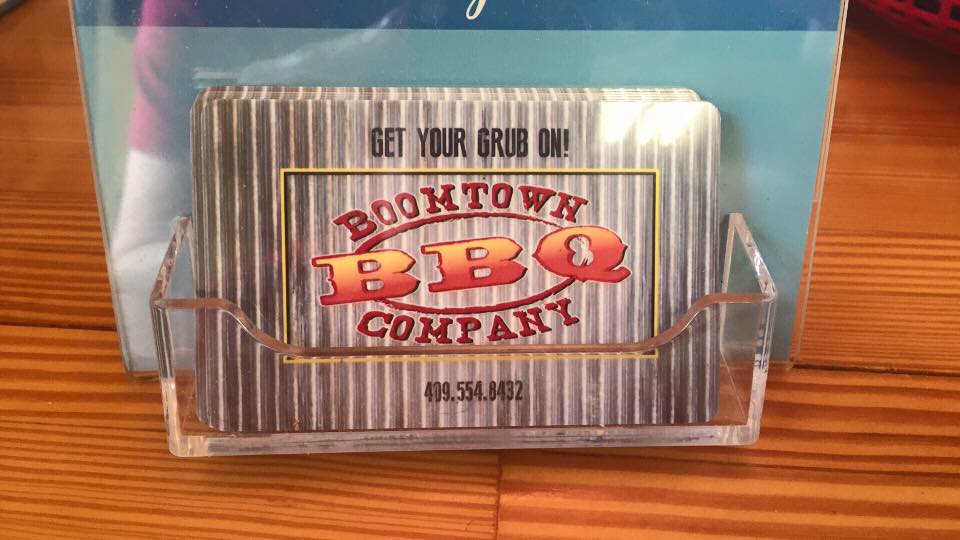 GET YOUR GRUB ON!
BOOMTOWN
BBQ
COMPANY
409.554.8432